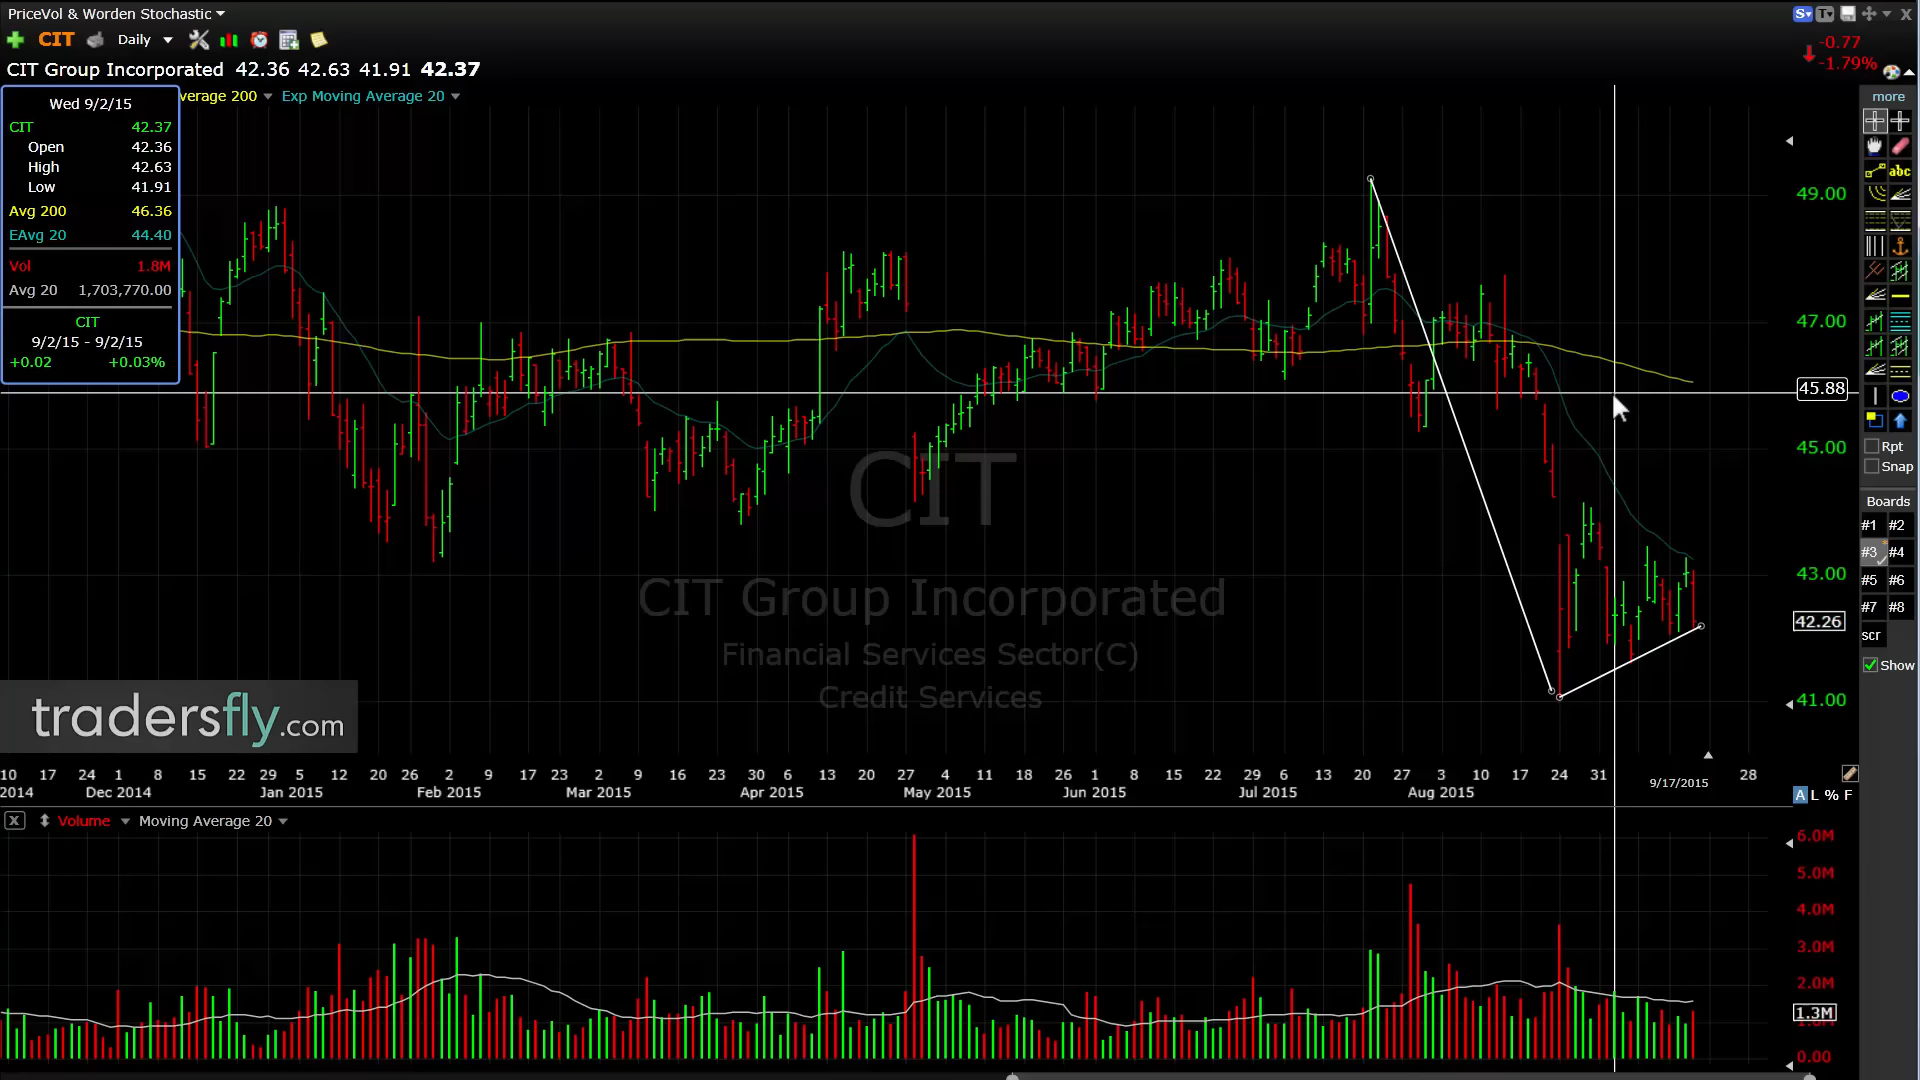 PriceVol & Worden Stochastic
S T X
CIT Daily
-0.77
-1.79%
CIT Group Incorporated 42.36 42.63 41.91 42.37
verage 200 Exp Moving Average 20
more
Wed 9/2/15
CIT 42.37
Open 42.36
High 42.63
Low 41.91
Avg 200 46.36
EAvg 20 44.40
Vol 1.8M
Avg 20 1,703,770.00
CIT
9/2/15 - 9/2/15
+0.02 +0.03%
abc
49.00
47.00
45.88
45.00
43.00
42.26
41.00
Rpt
Snap
Boards
#1 #2
#3 #4
#5 #6
#7 #8
scr
Show
CIT
CIT Group Incorporated
Financial Services Sector(C)
Credit Services
tradersfly.com
10 17 24 1 8 15 22 29 5 12 20 26 2 9 17 23 2 9 16 23 30 6 13 20 27 4 11 18 26 1 8 15 22 29 6 13 20 27 3 10 17 24 31 28
2014 Dec 2014 Jan 2015 Feb 2015 Mar 2015 Apr 2015 May 2015 Jun 2015 Jul 2015 Aug 2015 9/17/2015
A L % F
X Volume Moving Average 20
6.0M
5.0M
4.0M
3.0M
2.0M
1.3M
0.00